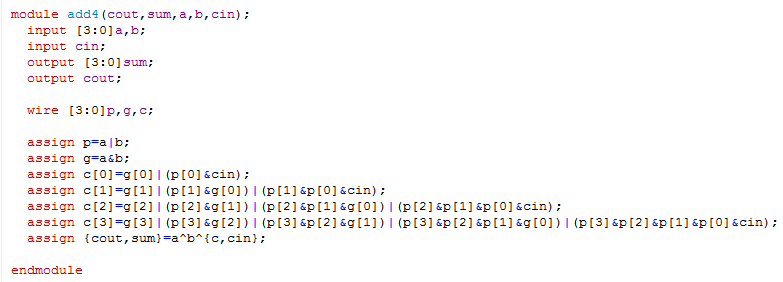 module add4(cout,sum,a,b,cin);
input [3:0]a,b;
input cin;
output [3:0]sum;
output cout;
wire [3:0]p,g,c;
assign p=a|b;
assign g=a&b;
assign c[0]=g[0]|(p[0]&cin);
assign c[1]=g[1]|(p[1]&g[0])|(p[1]&p[0]&cin);
assign c[2]=g[2]|(p[2]&g[1])|(p[2]&p[1]&g[0])|(p[2]&p[1]&p[0]&cin);
assign c[3]=g[3]|(p[3]&g[2])|(p[3]&p[2]&g[1])|(p[3]&p[2]&p[1]&g[0])|(p[3]&p[2]&p[1]&p[0]&cin);
assign {cout,sum}=a^b^{c,cin};
endmodule